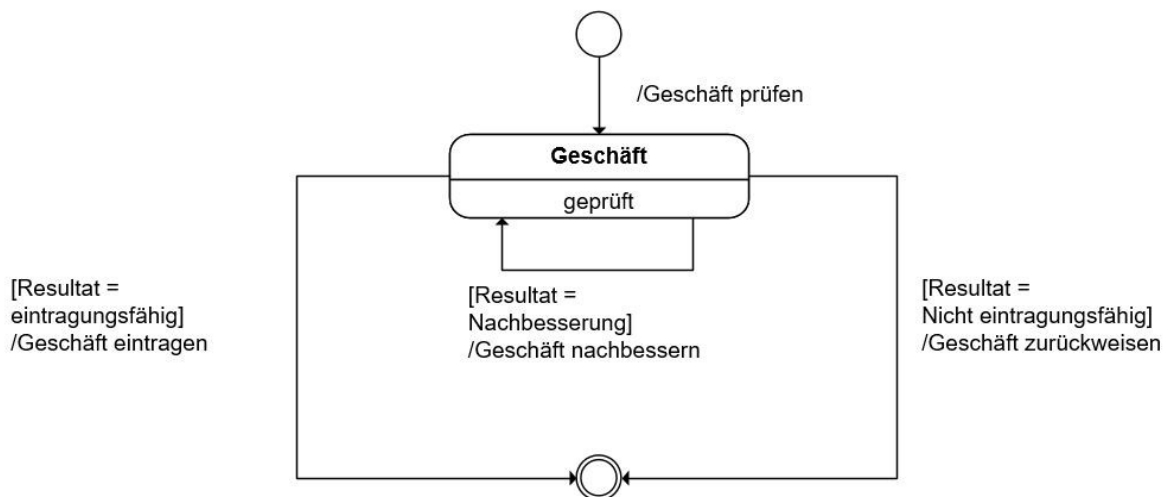 /Geschäft prüfen
Geschäft
geprüft
[Resultat =
eintragungsfähig]
/Geschäft eintragen
[Resultat =
Nachbesserung]
/Geschäft nachbessern
[Resultat =
Nicht eintragungsfähig]
/Geschäft zurückweisen